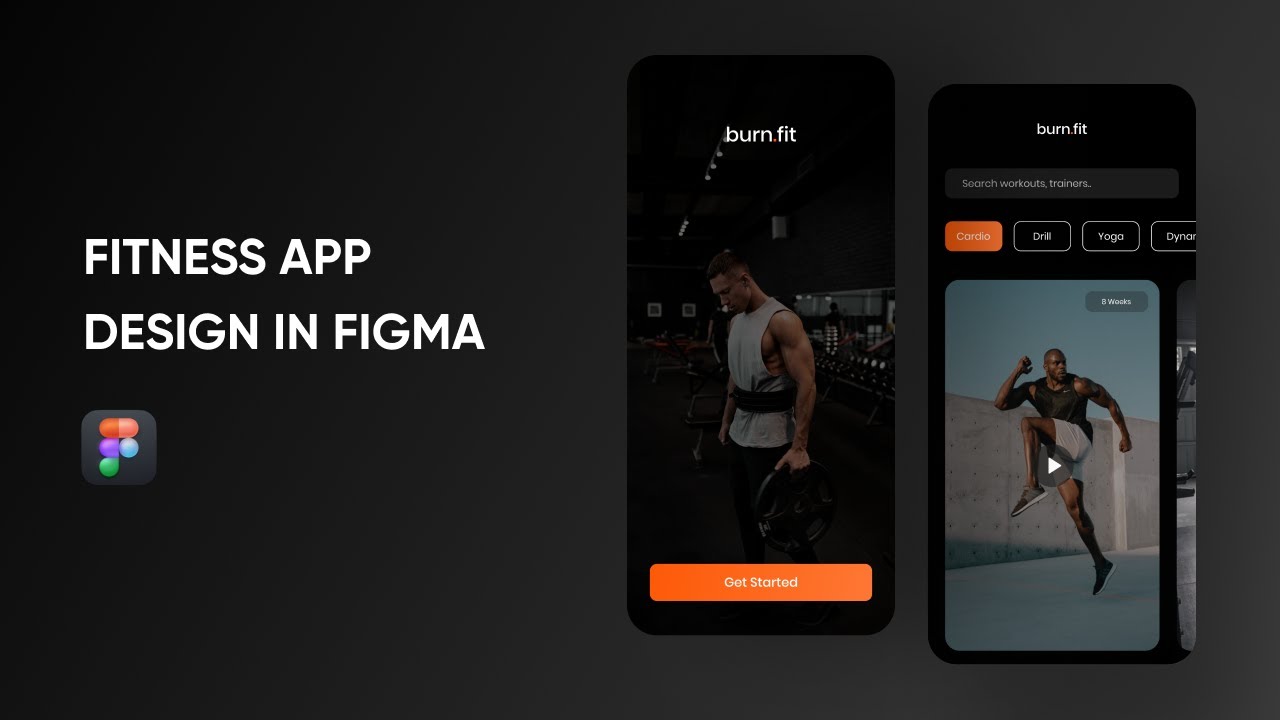 FITNESS APP
DESIGN IN FIGMA
burn.fit
Get Started
burn.fit
Search workouts, trainers..
Cardio
Drill
Yoga
Dynar
8 Weeks